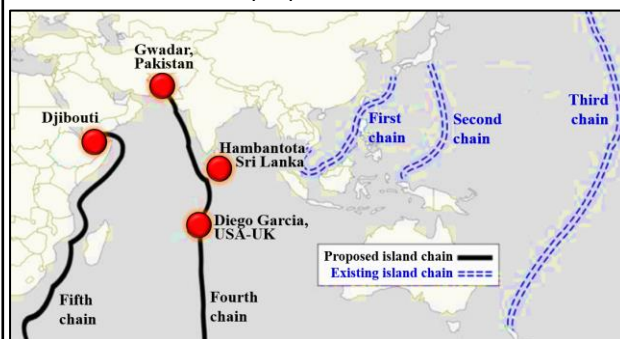 Gwadar,
Pakistan
Djibouti
Hambantota
Sri Lanka
First
chain
Second
chain
Third
chain
Diego Garcia,
USA-UK
Proposed island chain
Existing island chain
Fifth
chain
Fourth
chain